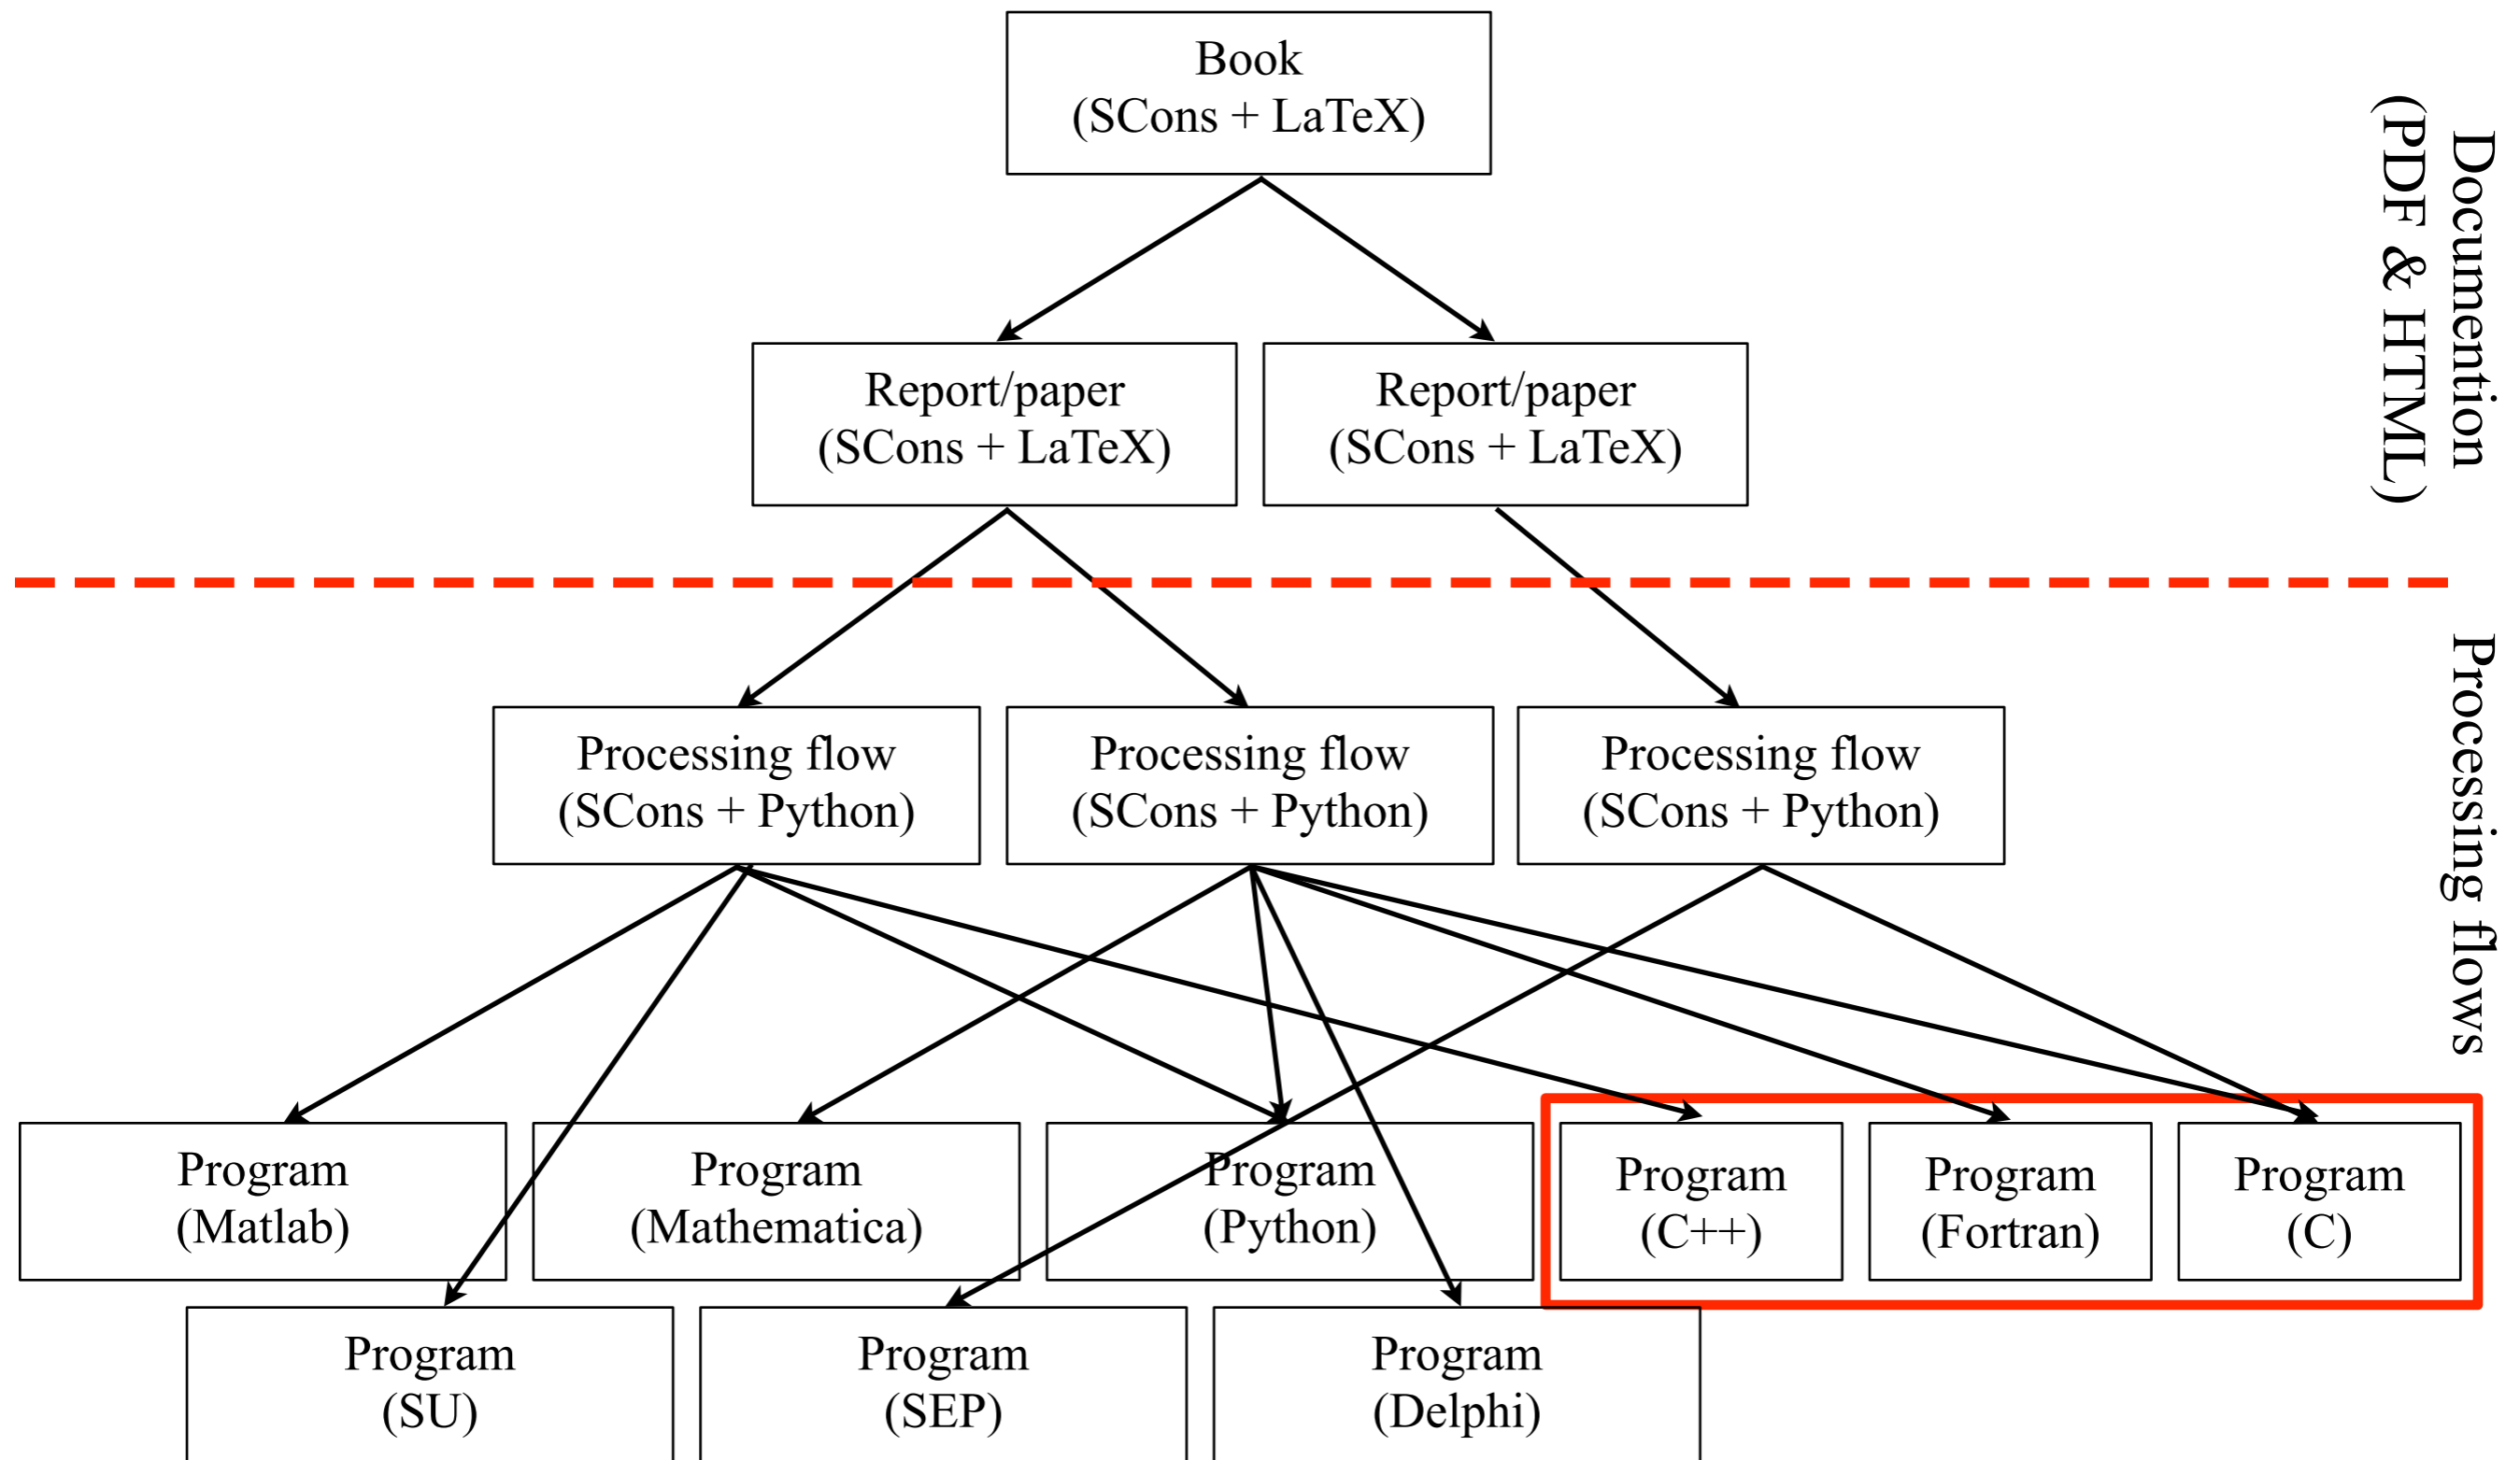 Book
(SCons + LaTeX)
Documention
(PDF & HTML)
Report/paper
(SCons + LaTeX)
Report/paper
(SCons + LaTeX)
Processing flows
Processing flow
(SCons + Python)
Processing flow
(SCons + Python)
Processing flow
(SCons + Python)
Program
(Matlab)
Program
(Mathematica)
Program
(Python)
Program
(C++)
Program
(Fortran)
Program
(C)
Program
(SU)
Program
(SEP)
Program
(Delphi)